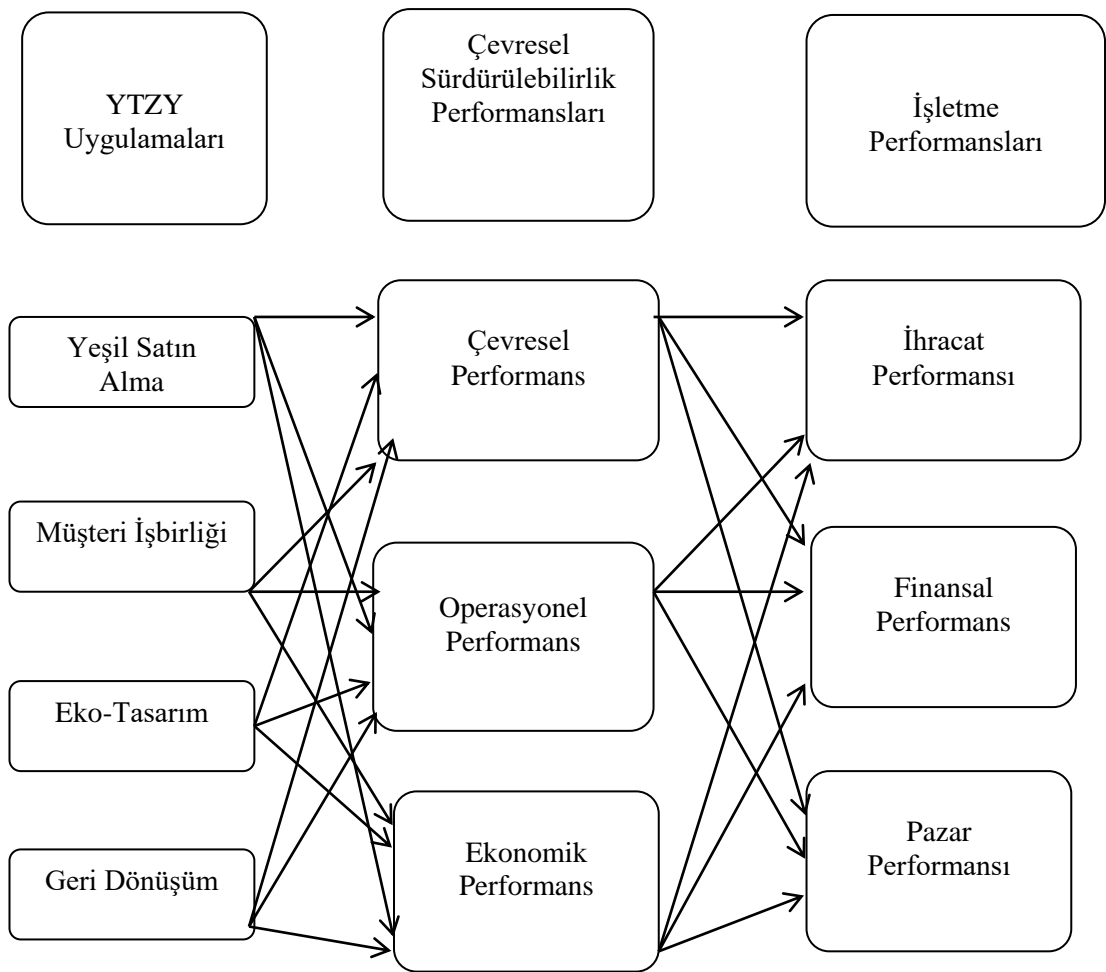 YTZY
Uygulamaları
Çevresel
Sürdürülebilirlik
Performansları
İşletme
Performansları
Yeşil Satın
Alma
Çevresel
Performans
İhracat
Performansı
Müşteri İşbirliği
Operasyonel
Performans
Finansal
Performans
Eko-Tasarım
Geri Dönüşüm
Ekonomik
Performans
Pazar
Performansı